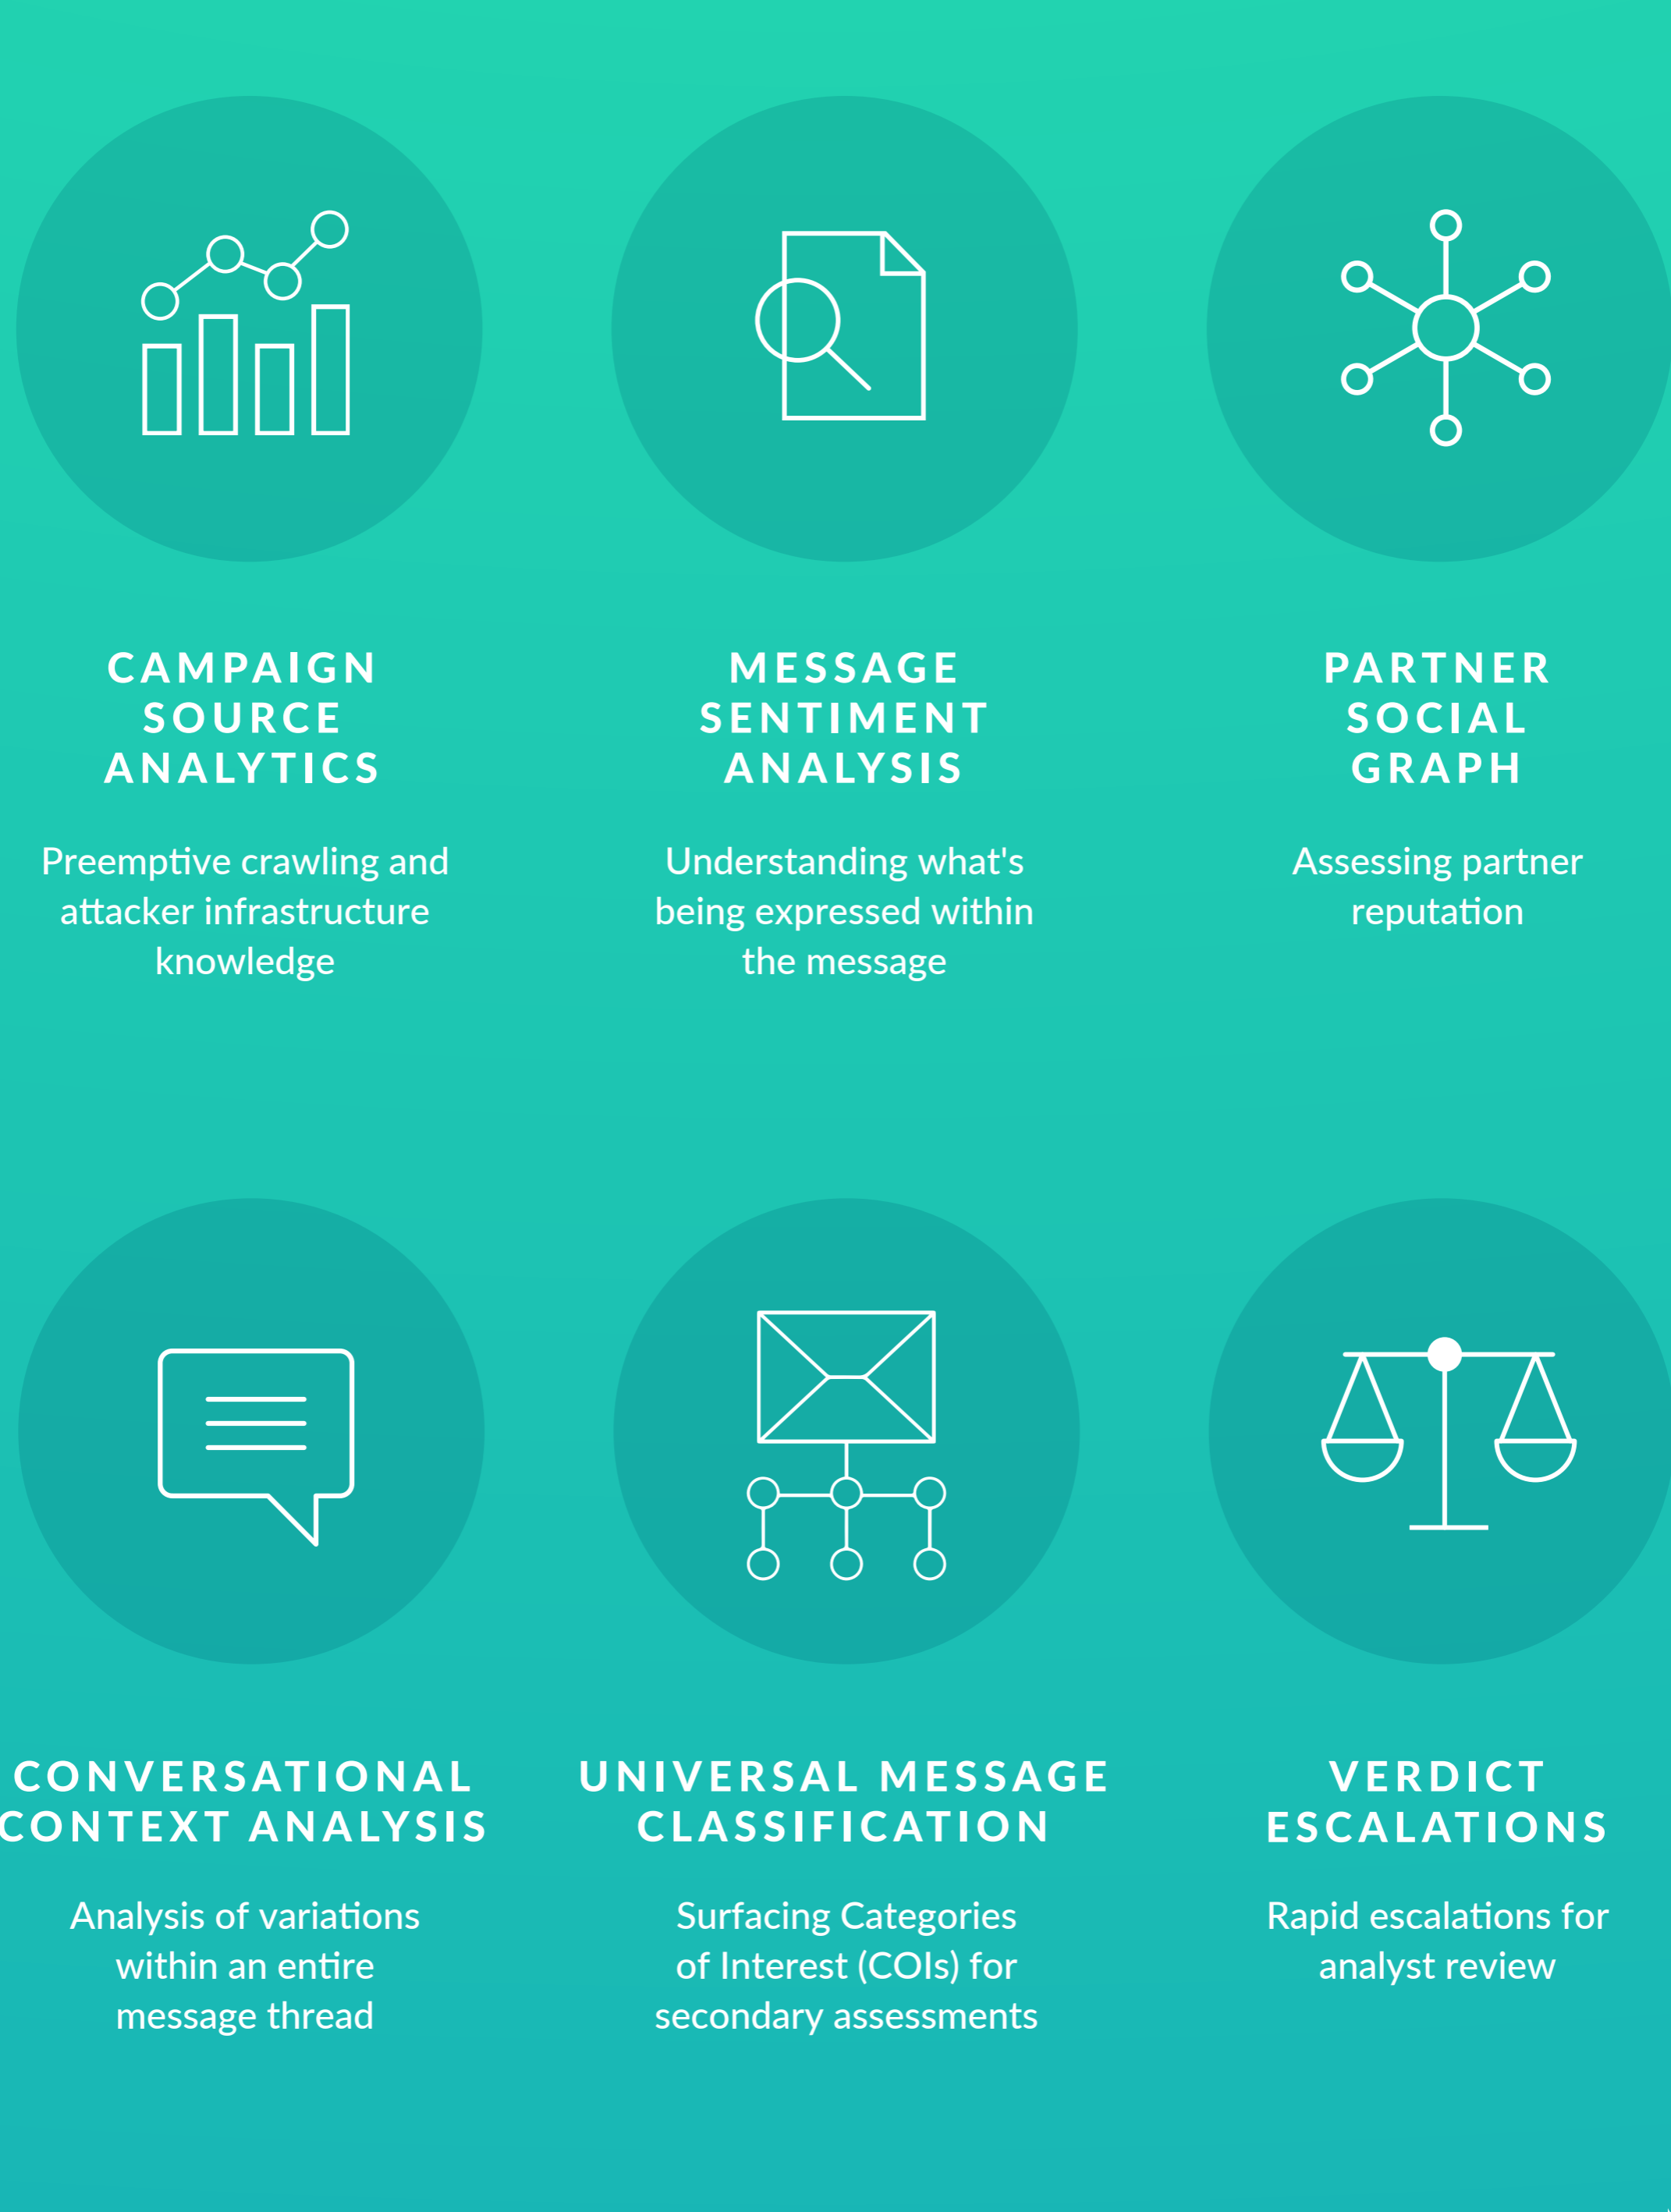 CAMPAIGN
SOURCE
ANALYTICS
Preemptive crawling and
attacker infrastructure
knowledge
MESSAGE
SENTIMENT
ANALYSIS
Understanding what's
being expressed within
the message
PARTNER
SOCIAL
GRAPH
Assessing partner
reputation
CONVERSATIONAL
CONTEXT ANALYSIS
Analysis of variations
within an entire
message thread
UNIVERSAL MESSAGE
CLASSIFICATION
Surfacing Categories
of Interest (COIs) for
secondary assessments
VERDICT
ESCALATIONS
Rapid escalations for
analyst review